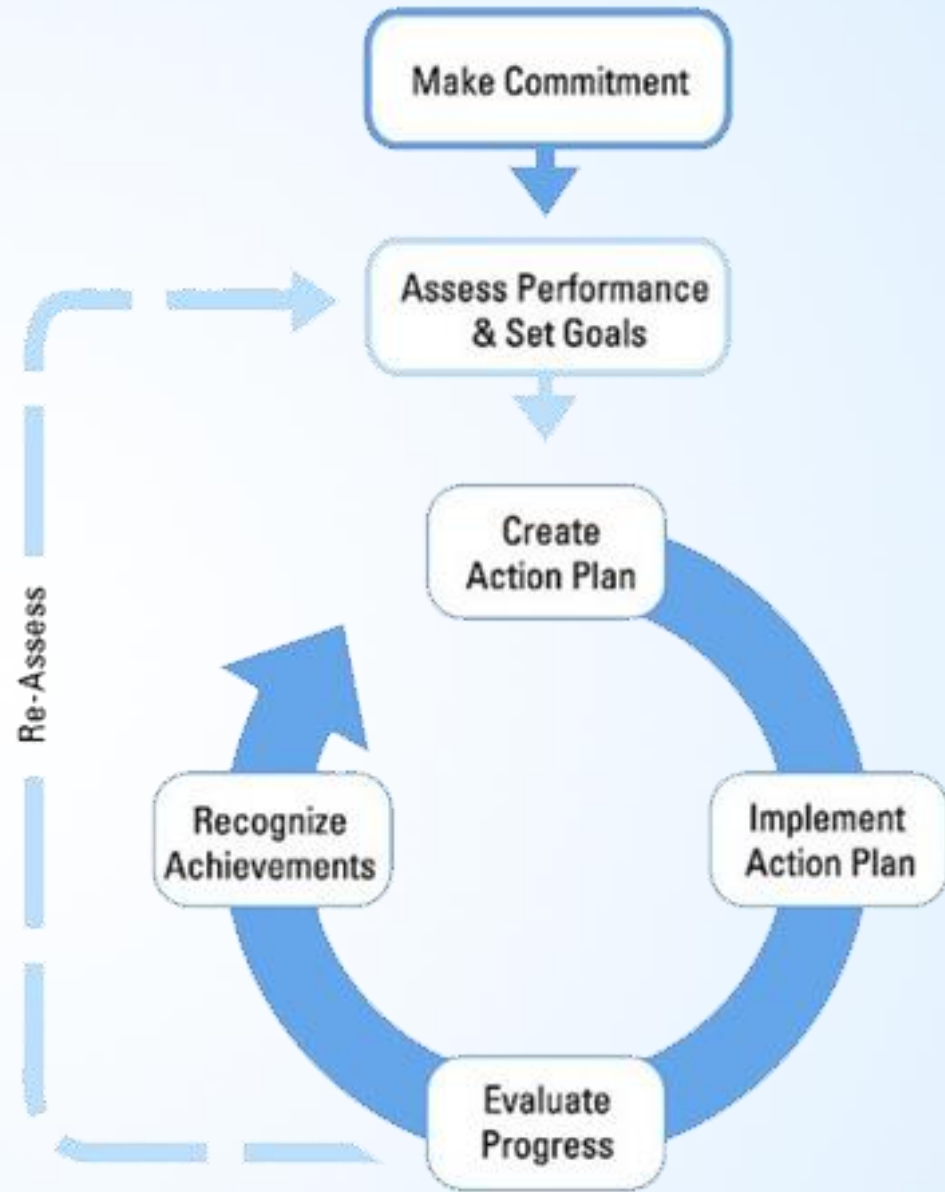 Make Commitment
Assess Performance
& Set Goals
Create
Action Plan
Re-Assess
Recognize
Achievements
Implement
Action Plan
Evaluate
Progress